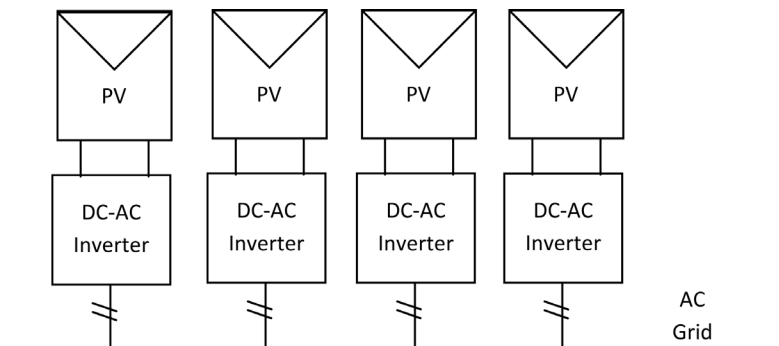 PV
PV
PV
PV
DC-AC
Inverter
DC-AC
Inverter
DC-AC
Inverter
DC-AC
Inverter
AC
Grid